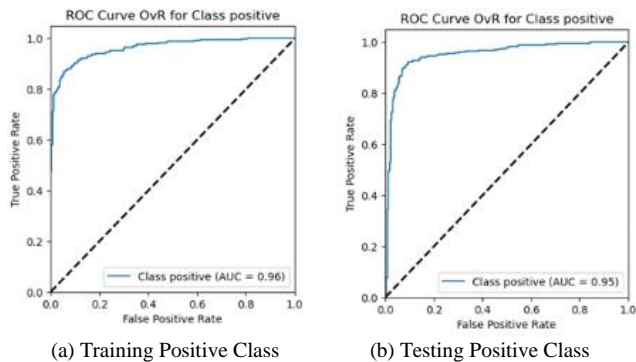 ROC Curve OvR for Class positive
1.0
0.8
0.6
0.4
0.2
0.0
True Positive Rate
Class positive (AUC = 0.96)
0.0 0.2 0.4 0.6 0.8 1.0
False Positive Rate
(a) Training Positive Class
ROC Curve OvR for Class positive
1.0
0.8
0.6
0.4
0.2
0.0
True Positive Rate
Class positive (AUC = 0.95)
0.0 0.2 0.4 0.6 0.8 1.0
False Positive Rate
(b) Testing Positive Class